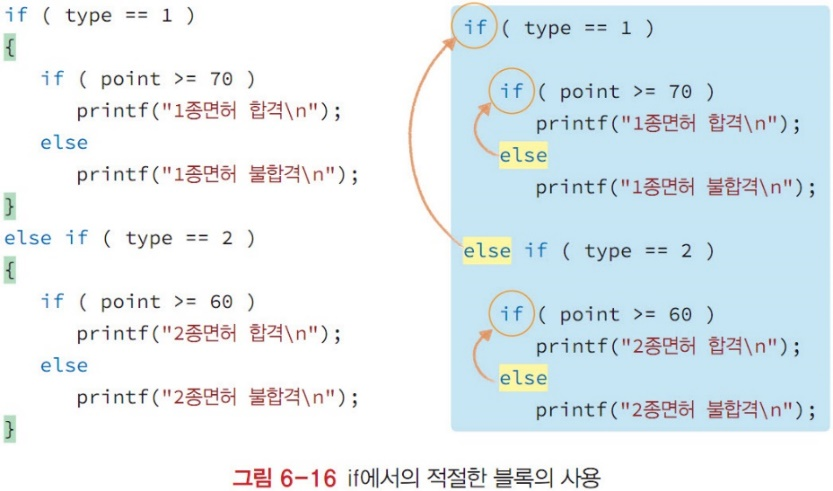 if ( type == 1 )
{
if ( point >= 70 )
printf("1종면허 합격\n");
else
printf("1종면허 불합격\n");
}
else if ( type == 2 )
{
if ( point >= 60 )
printf("2종면허 합격\n");
else
printf("2종면허 불합격\n");
}
if ( type == 1 )
if ( point >= 70 )
printf("1종면허 합격\n");
else
printf("1종면허 불합격\n");
else if ( type == 2 )
if ( point >= 60 )
printf("2종면허 합격\n");
else
printf("2종면허 불합격\n");
그림 6-16 if에서의 적절한 블록의 사용